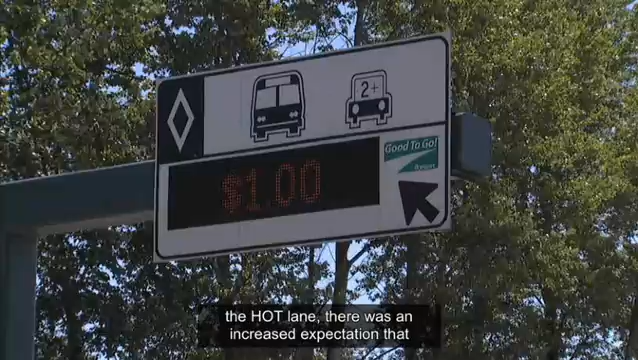 2+
Good To Go!
$1.00
the HOT lane, there was an
increased expectation that